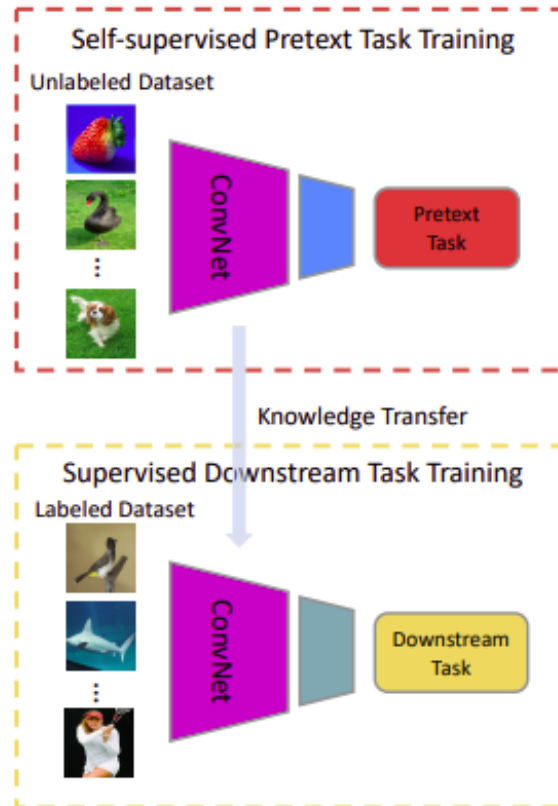 Self-supervised Pretext Task Training
Unlabeled Dataset
ConvNet
Pretext
Task
...
Knowledge Transfer
Supervised Downstream Task Training
Labeled Dataset
ConvNet
Downstream
Task
...